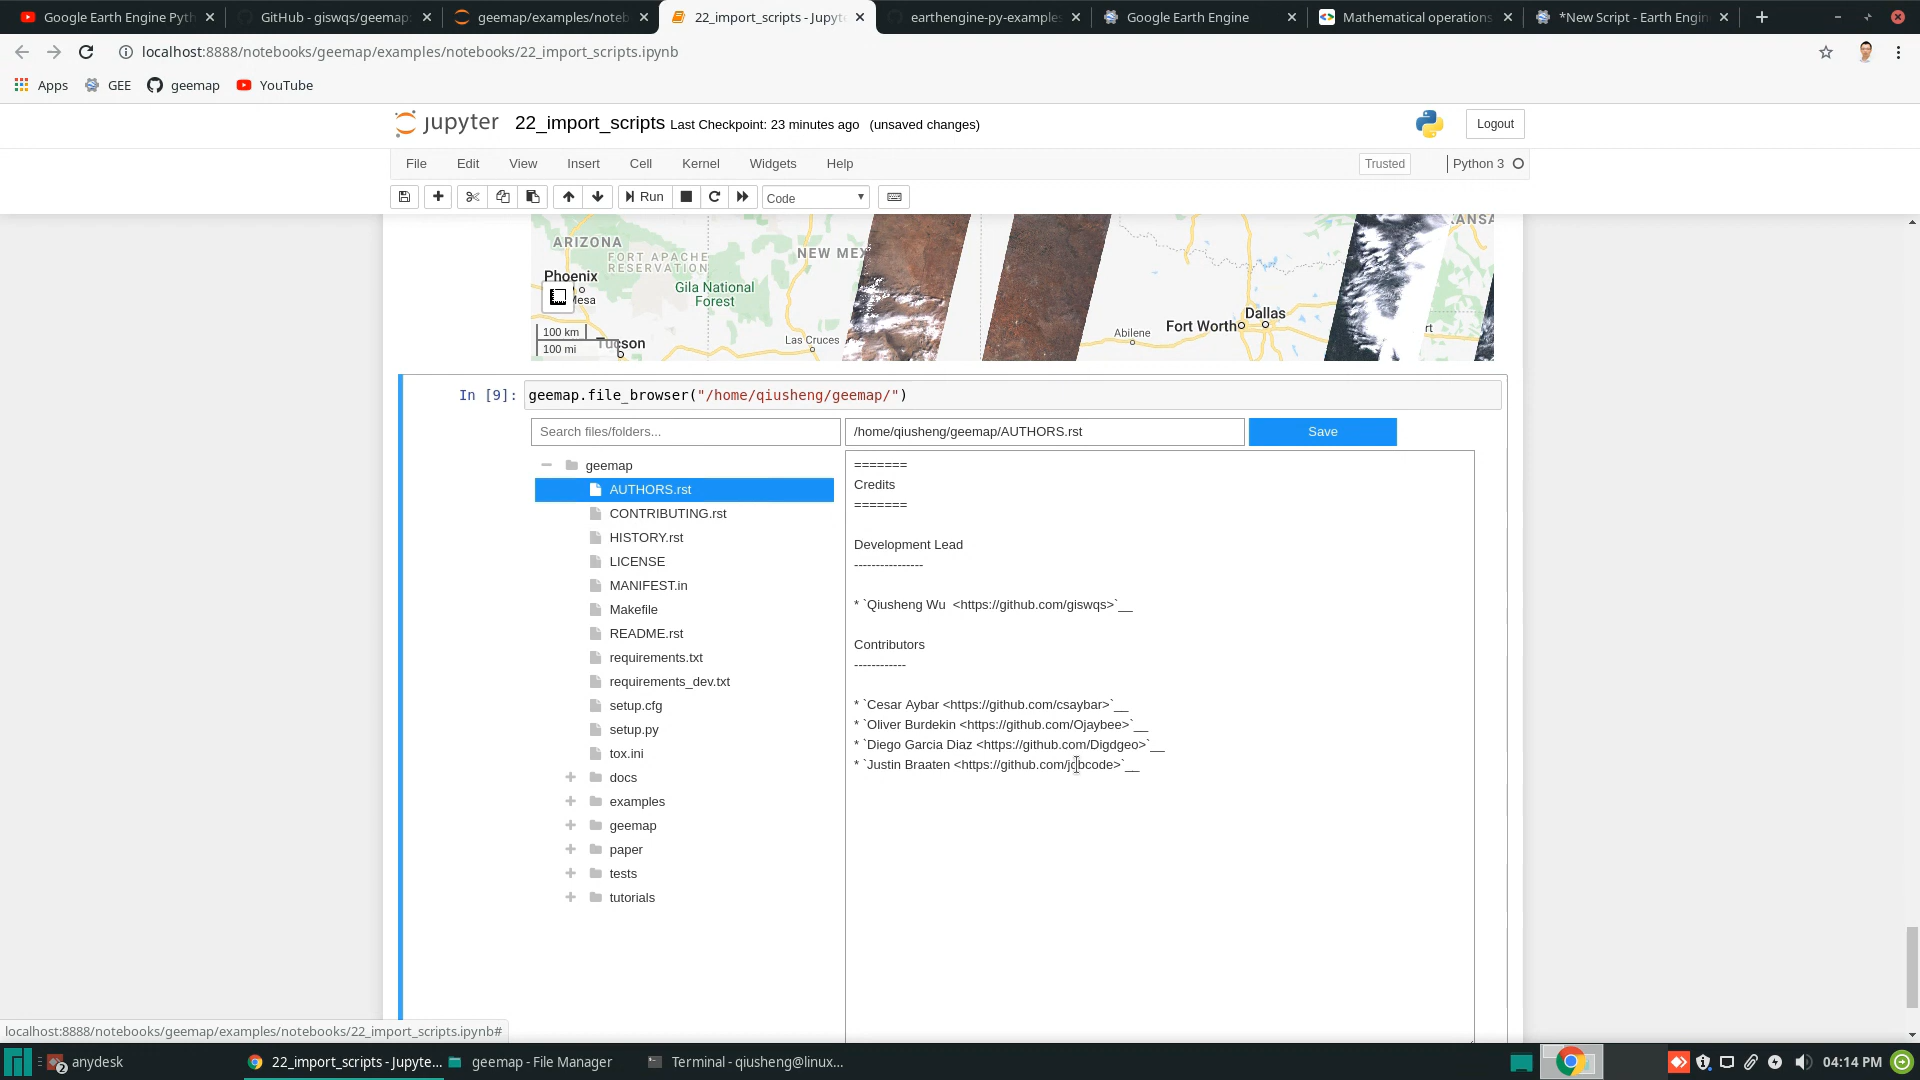 Google Earth Engine Pyth
GitHub - giswqs/geemap:
geemap/examples/noteb
22_import_scripts - Jupyte
earthengine-py-examples
Google Earth Engine
Mathematical operations
*New Script - Earth Engin
localhost:8888/notebooks/geemap/examples/notebooks/22_import_scripts.ipynb
Apps
GEE
geemap
YouTube
jupyter
22_import_scripts Last Checkpoint: 23 minutes ago (unsaved changes)
Logout
File
Edit
View
Insert
Cell
Kernel
Widgets
Help
Trusted
Python 3
Run
Code
ARIZONA
FORT APACHE
RESERVATION
Phoenix
Mesa
NEW MEX
Gila National
Forest
100 km
100 mi
Tucson
Las Cruces
Abilene
Fort Worth
Dallas
rt
In [9]:
geemap.file_browser("/home/qiusheng/geemap/")
Search files/folders...
/home/qiusheng/geemap/AUTHORS.rst
Save
geemap
AUTHORS.rst
CONTRIBUTING.rst
HISTORY.rst
LICENSE
MANIFEST.in
Makefile
README.rst
requirements.txt
requirements_dev.txt
setup.cfg
setup.py
tox.ini
docs
examples
geemap
paper
tests
tutorials
=======
Credits
=======
Development Lead
----------------
* `Qiusheng Wu  <https://github.com/giswqs>`__
Contributors
------------
* `Cesar Aybar <https://github.com/csaybar>`__
* `Oliver Burdekin <https://github.com/Ojaybee>`__
* `Diego Garcia Diaz <https://github.com/Digdgeo>`__
* `Justin Braaten <https://github.com/jdbcode>`__
localhost:8888/notebooks/geemap/examples/notebooks/22_import_scripts.ipynb#
2
anydesk
22_import_scripts - Jupyte...
geemap - File Manager
Terminal - qiusheng@linux...
04:14 PM